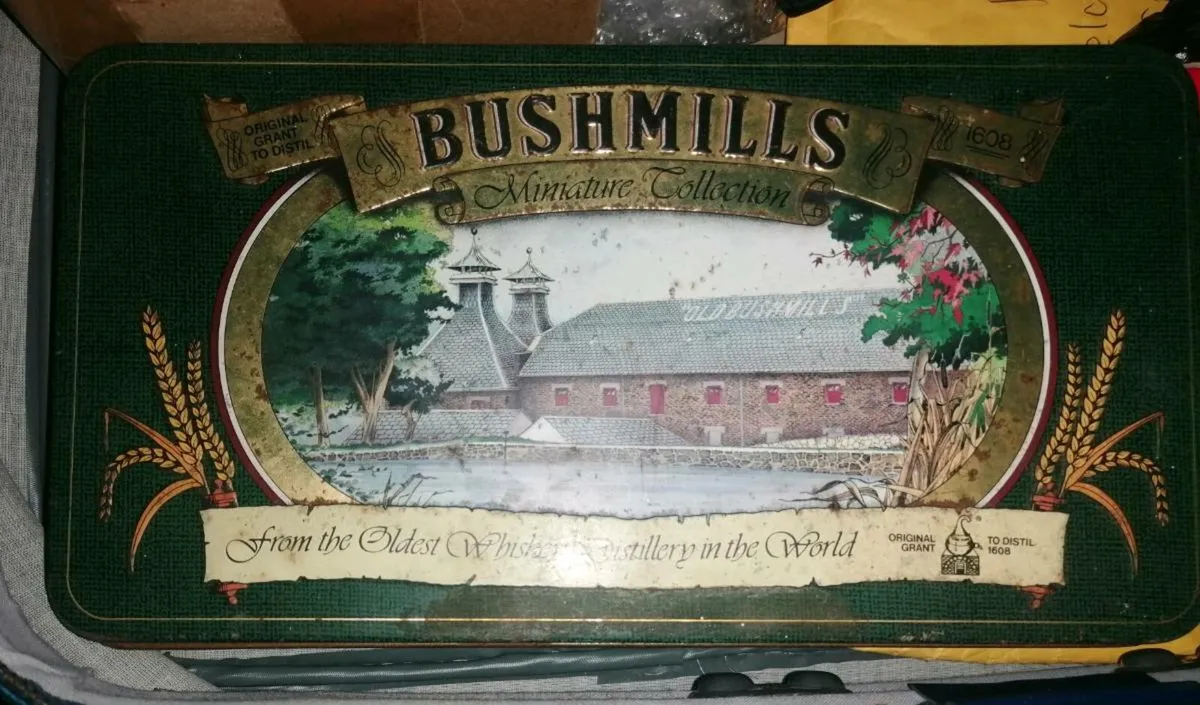 ORIGINAL
GRANT
TO DISTIL
BUSHMILLS
1608
Miniature Collection
OLD BUSHMILLS
From the Oldest Whiskey Distillery in the World
ORIGINAL
GRANT
TO DISTIL
1608